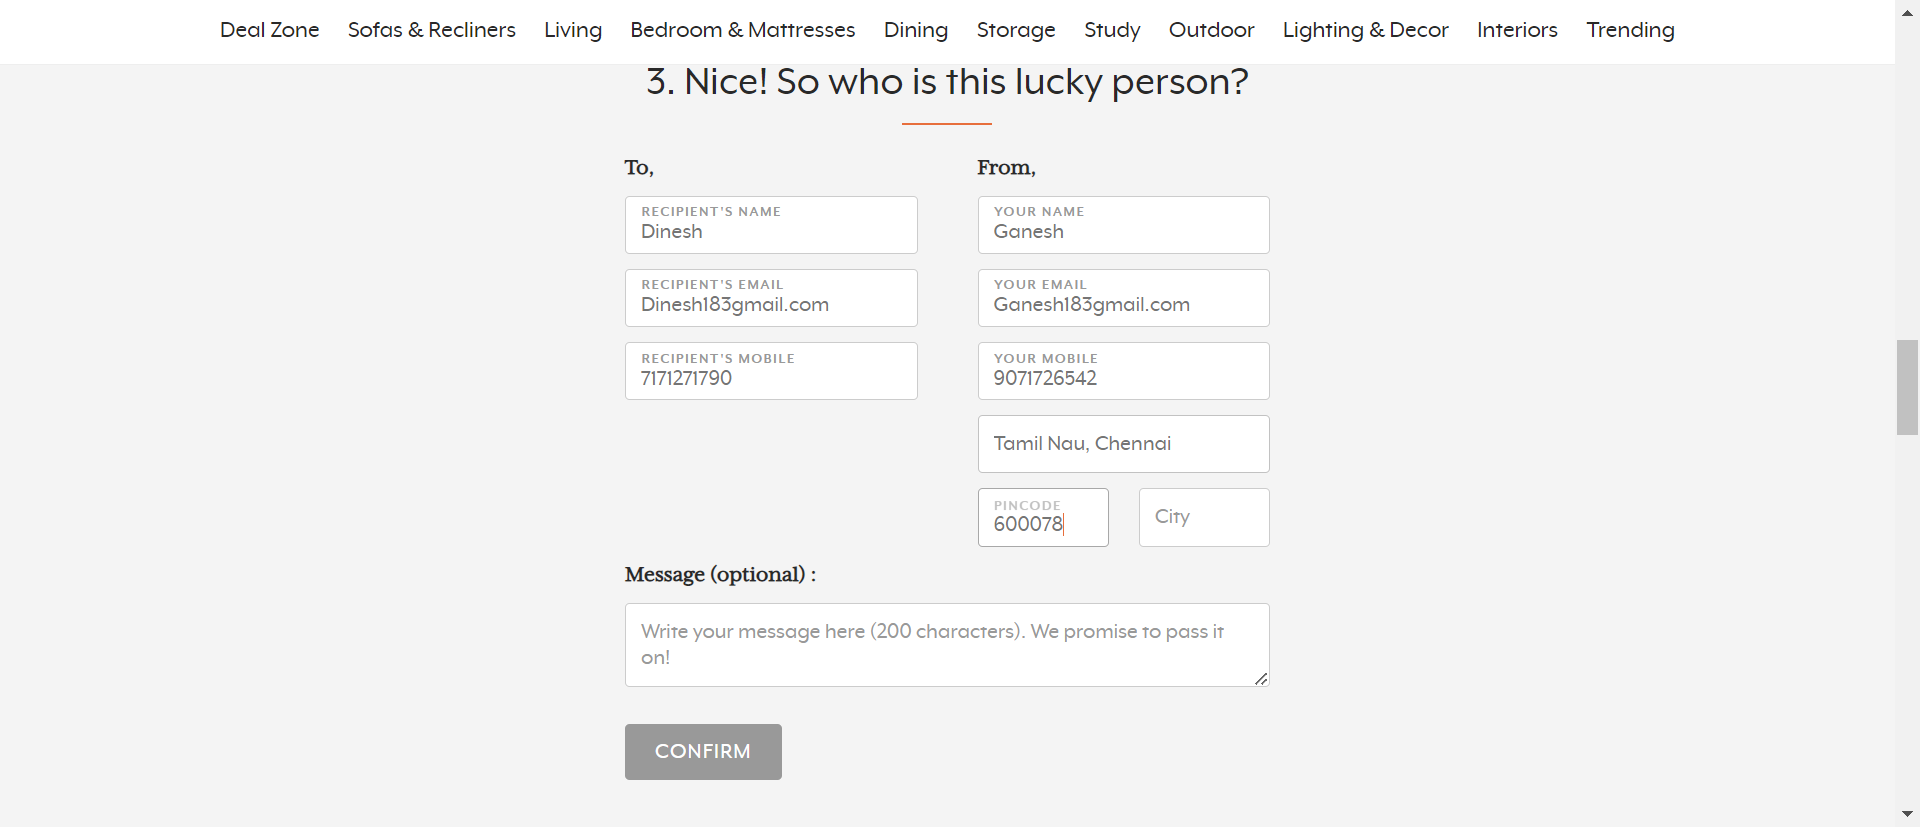 Deal Zone Sofas & Recliners Living Bedroom & Mattresses Dining Storage Study Outdoor Lighting & Decor Interiors Trending
3. Nice! So who is this lucky person?
To,
From,
RECIPIENT'S NAME
Dinesh
YOUR NAME
Ganesh
RECIPIENT'S EMAIL
Dinesh183gmail.com
YOUR EMAIL
Ganesh183gmail.com
RECIPIENT'S MOBILE
7171271790
YOUR MOBILE
9071726542
Tamil Nau, Chennai
PINCODE
600078
City
Message (optional) :
Write your message here (200 characters). We promise to pass it
on!
CONFIRM